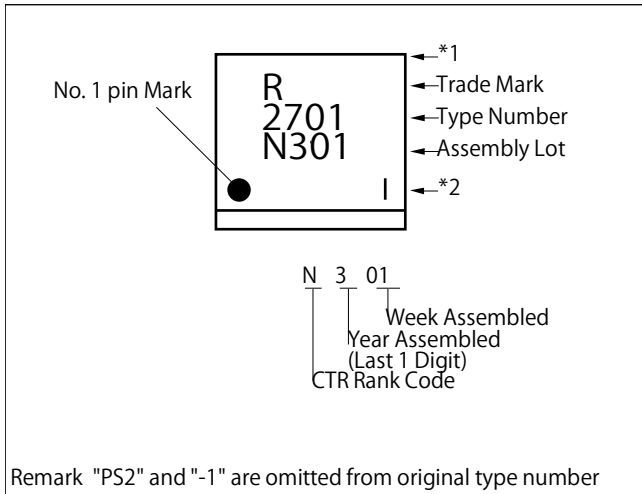 *1
No. 1 pin Mark
R
Trade Mark
2701
Type Number
N301
Assembly Lot
I
*2
N 3 01
Week Assembled
Year Assembled
(Last 1 Digit)
CTR Rank Code
Remark "PS2" and "-1" are omitted from original type number